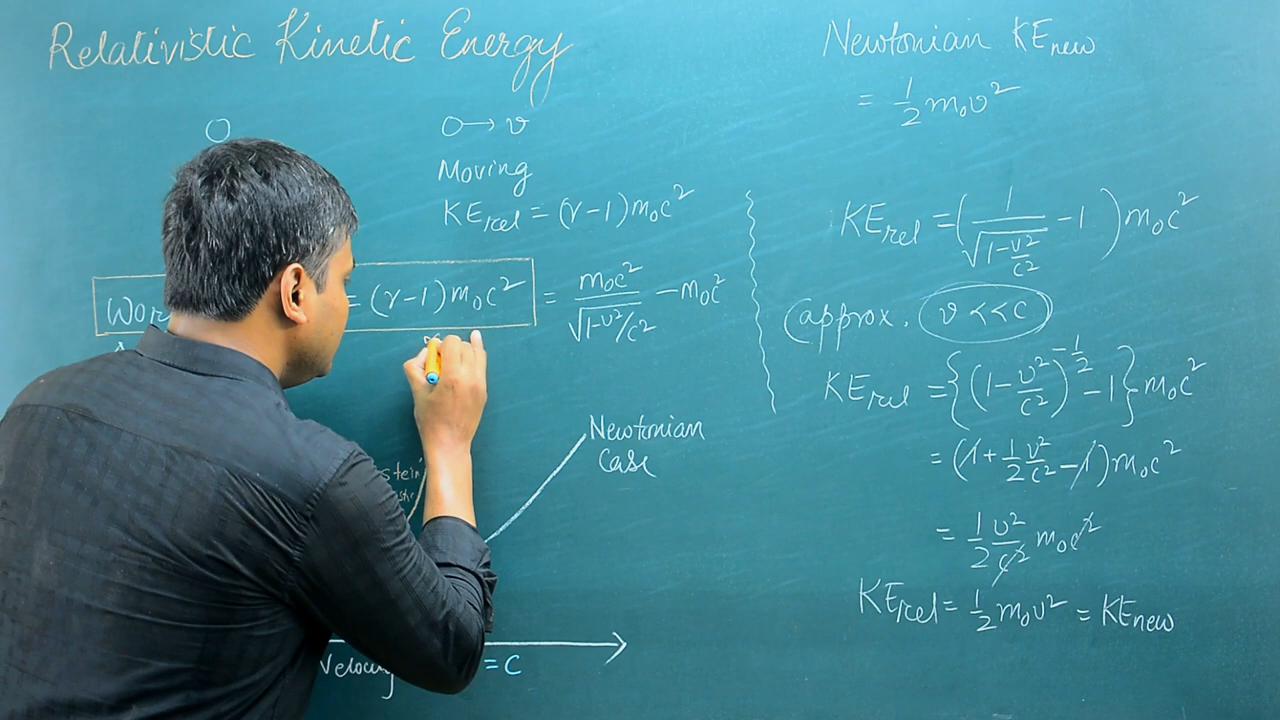 Relativistic Kinetic Energy
O → v
Moving
KE_rel = (γ-1)m₀c²
= (γ-1)m₀c² = m₀c²/√(1-v²/c²) - m₀c²
Newtonian
Case
Velocity
= C
Newtonian KE_new
= 1/2 m₀v²
KE_rel = (1/√(1-v²/c²) - 1)m₀c²
(approx. v << c
KE_rel = {(1-v²/c²)^(-1/2) - 1}m₀c²
= (1 + 1/2 v²/c² - 1)m₀c²
= 1/2 v²/c² m₀c²
KE_rel = 1/2 m₀v² = KE_new